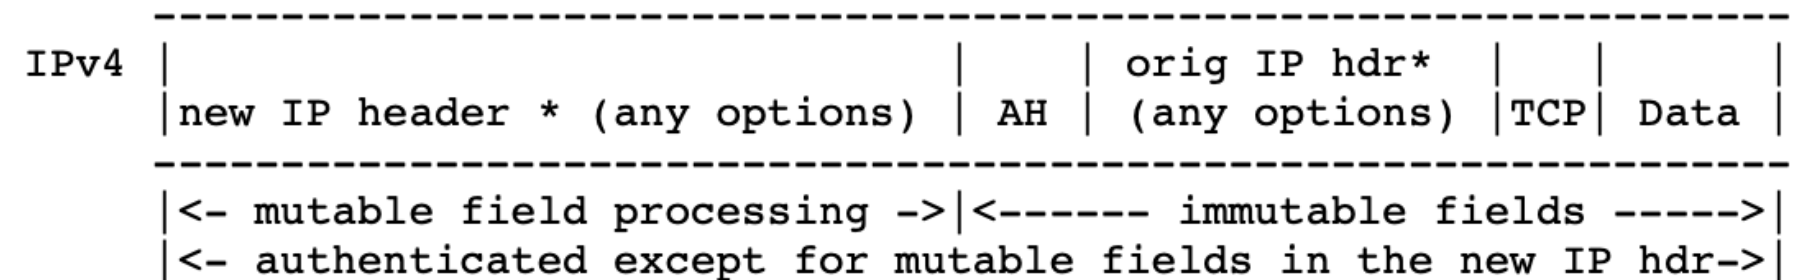 ----------------------------------------------------------------
IPv4 |                               |    | orig IP hdr*  |   |      |
|new IP header * (any options) | AH | (any options) |TCP| Data |
----------------------------------------------------------------
|<- mutable field processing ->|<------ immutable fields ----->|
|<- authenticated except for mutable fields in the new IP hdr->|